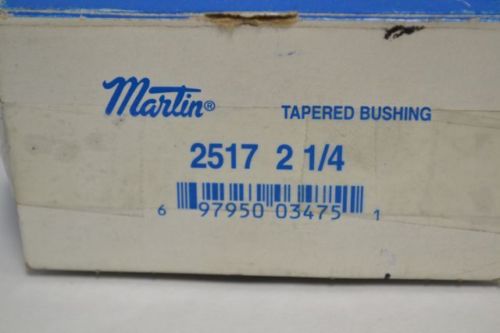 Martin® TAPERED BUSHING
2517 2 1/4
6 97950 03475 1